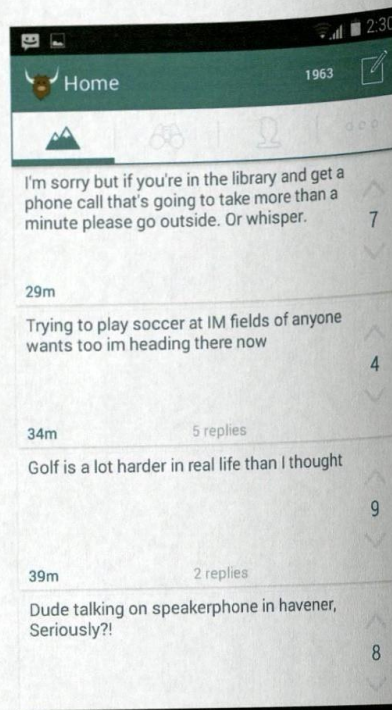 2:30
Home
1963
I'm sorry but if you're in the library and get a
phone call that's going to take more than a
minute please go outside. Or whisper.
7
29m
Trying to play soccer at IM fields of anyone
wants too im heading there now
4
34m
5 replies
Golf is a lot harder in real life than I thought
9
39m
2 replies
Dude talking on speakerphone in havener,
Seriously?!
8